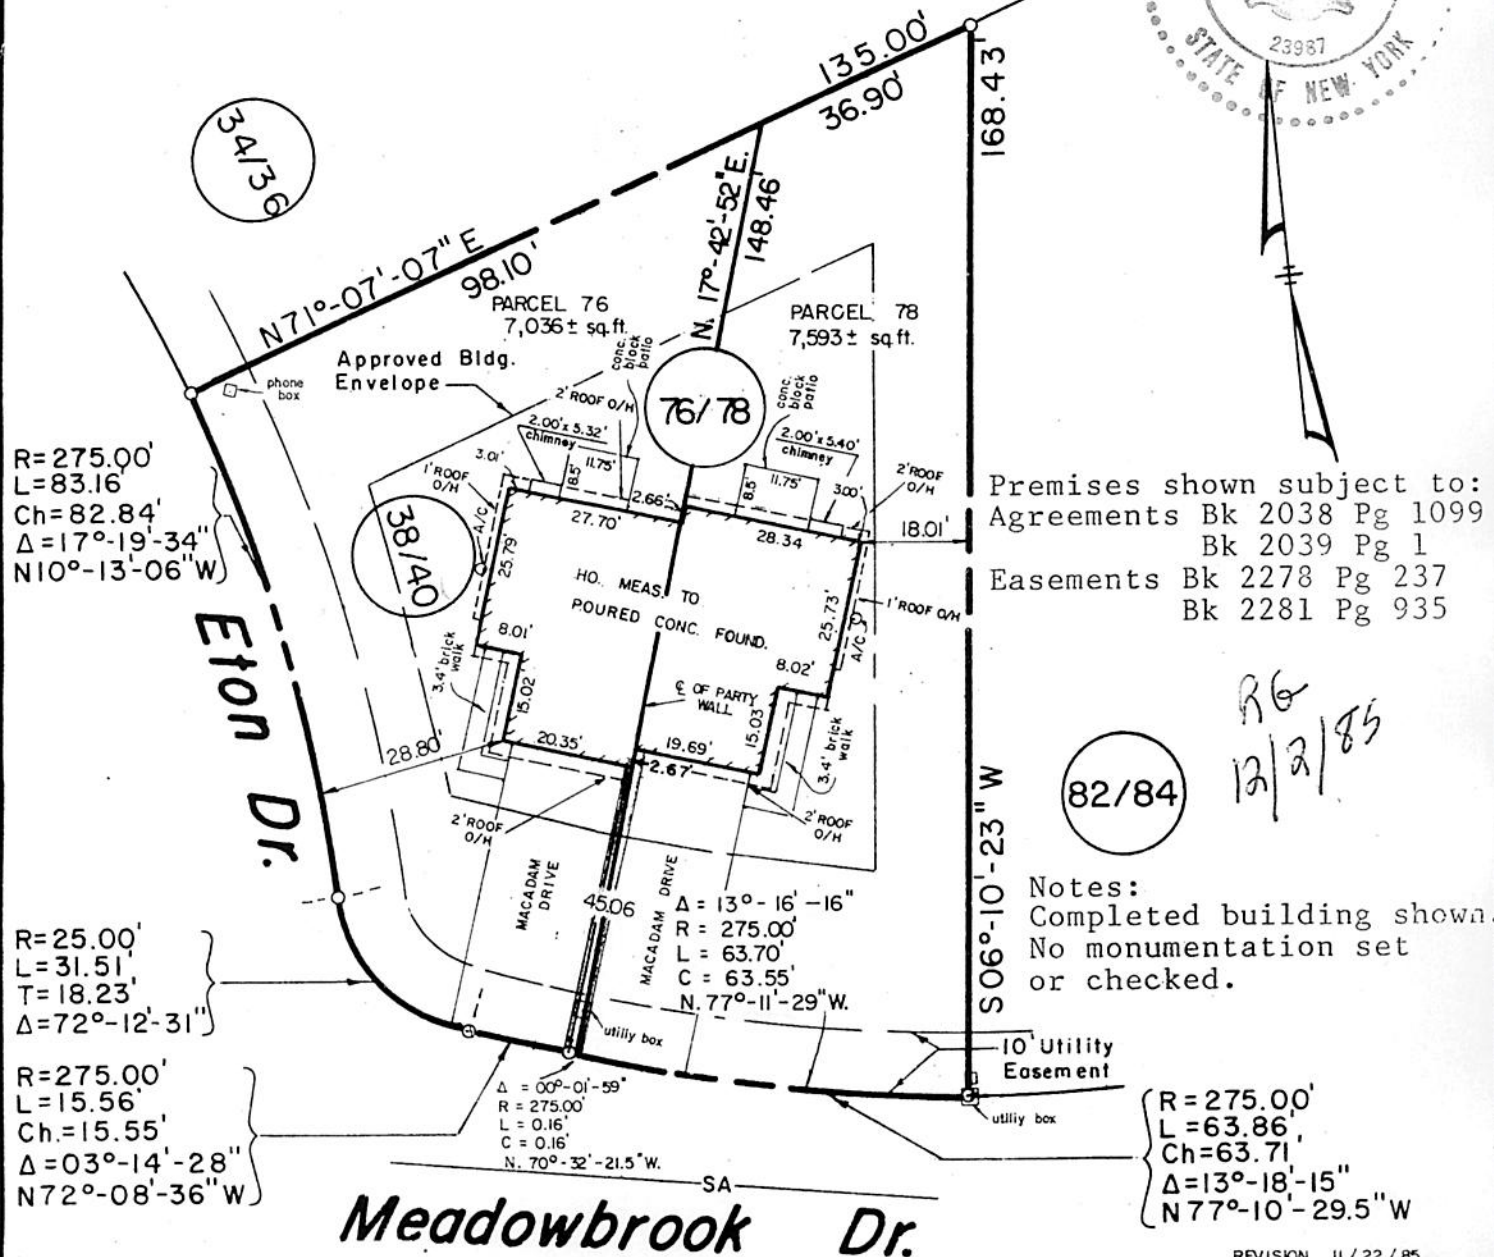 135.00'
36.90'
168.43'
23987
STATE OF NEW YORK
34/36
N71°-07'-07" E
98.10'
N. 17°-42'-52" E.
148.46'
PARCEL 76
7,036 ± sq.ft.
PARCEL 78
7,593 ± sq.ft.
Approved Bldg.
Envelope
phone
box
conc.
block
patio
2' ROOF O/H
76/78
conc.
block
patio
2.00' x 5.32'
chimney
2.00' x 5.40'
chimney
3.01'
11.75'
18.5'
2.66'
8.5'
11.75'
3.00'
2' ROOF
O/H
1' ROOF
O/H
A/C
27.70'
28.34
18.01'
R=275.00'
L=83.16'
Ch=82.84'
Δ=17°-19'-34"
N10°-13'-06"W
Premises shown subject to:
Agreements Bk 2038 Pg 1099
Bk 2039 Pg 1
Easements Bk 2278 Pg 237
Bk 2281 Pg 935
38/40
25.79'
HO. MEAS. TO
POURED CONC. FOUND.
25.73'
1' ROOF O/H
A/C
8.01'
8.02'
3.4' brick
walk
15.02'
℄ OF PARTY
WALL
15.03'
3.4' brick
walk
Eton Dr.
28.80'
20.35'
19.69'
2.67'
2' ROOF
O/H
2' ROOF
O/H
RG
12/2/85
82/84
S06°-10'-23" W
MACADAM
DRIVE
45.06
MACADAM DRIVE
Δ = 13°-16'-16"
R = 275.00'
L = 63.70'
C = 63.55'
N. 77°-11'-29" W.
Notes:
Completed building shown.
No monumentation set
or checked.
R=25.00'
L=31.51'
T=18.23'
Δ=72°-12'-31"
utiliy box
10' Utility
Easement
R=275.00'
L=15.56'
Ch.=15.55'
Δ=03°-14'-28"
N72°-08'-36"W
Δ = 00°-01'-59"
R = 275.00'
L = 0.16'
C = 0.16'
N. 70°-32'-21.5" W.
utiliy box
R=275.00'
L=63.86'
Ch=63.71'
Δ=13°-18'-15"
N77°-10'-29.5"W
SA
Meadowbrook Dr.
REVISION 11/22/85